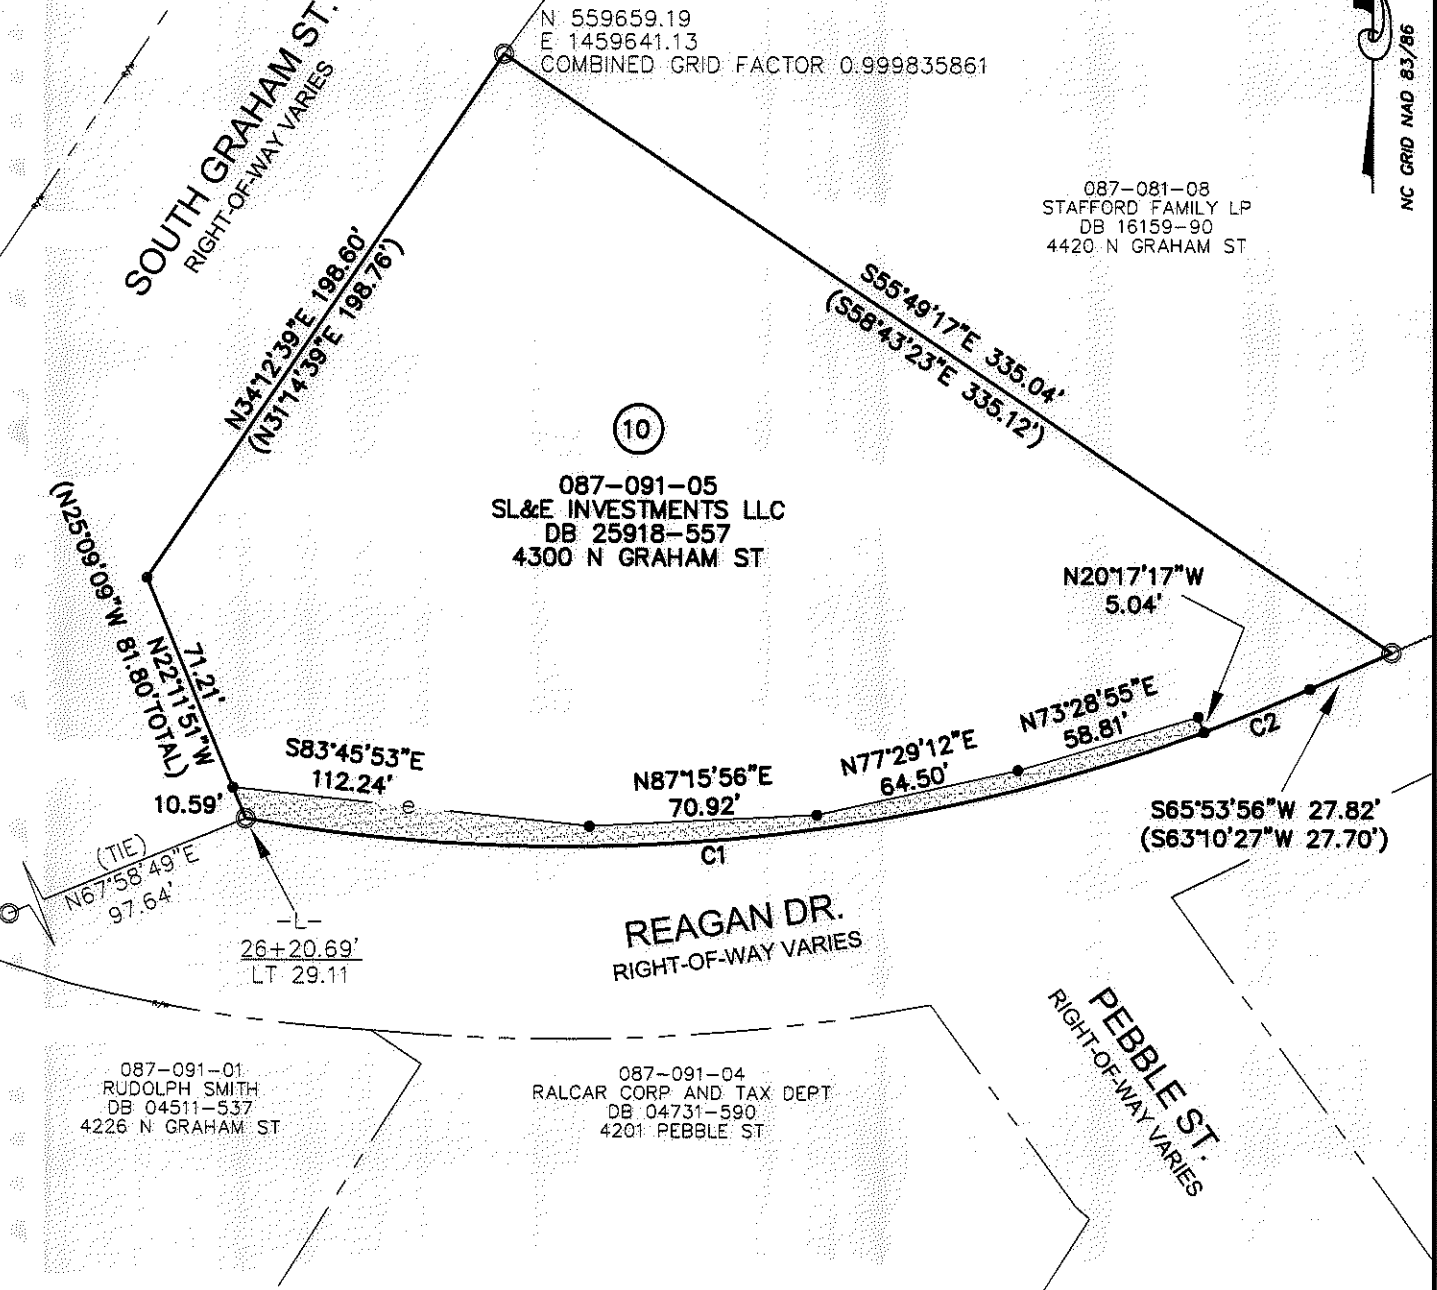 N 559659.19
E 1459641.13
COMBINED GRID FACTOR 0.999835861
NC GRID NAD 83/86
SOUTH GRAHAM ST.
RIGHT-OF-WAY VARIES
087-081-08
STAFFORD FAMILY LP
DB 16159-90
4420 N GRAHAM ST
N34°12'39"E 198.60'
(N31°14'39"E 198.76')
S55°49'17"E 335.04'
(S58°43'23"E 335.12')
10
087-091-05
SL&E INVESTMENTS LLC
DB 25918-557
4300 N GRAHAM ST
(N25°09'09"W 81.80'TOTAL)
N22°11'51"W
71.21'
10.59'
N20°17'17"W
5.04'
S83°45'53"E
112.24'
e
N87°15'56"E
70.92'
N77°29'12"E
64.50'
N73°28'55"E
58.81'
C2
C1
S65°53'56"W 27.82'
(S63°10'27"W 27.70')
(TIE)
N67°58'49"E
97.64'
-L-
26+20.69'
LT 29.11
REAGAN DR.
RIGHT-OF-WAY VARIES
PEBBLE ST.
RIGHT-OF-WAY VARIES
087-091-01
RUDOLPH SMITH
DB 04511-537
4226 N GRAHAM ST
087-091-04
RALCAR CORP AND TAX DEPT
DB 04731-590
4201 PEBBLE ST